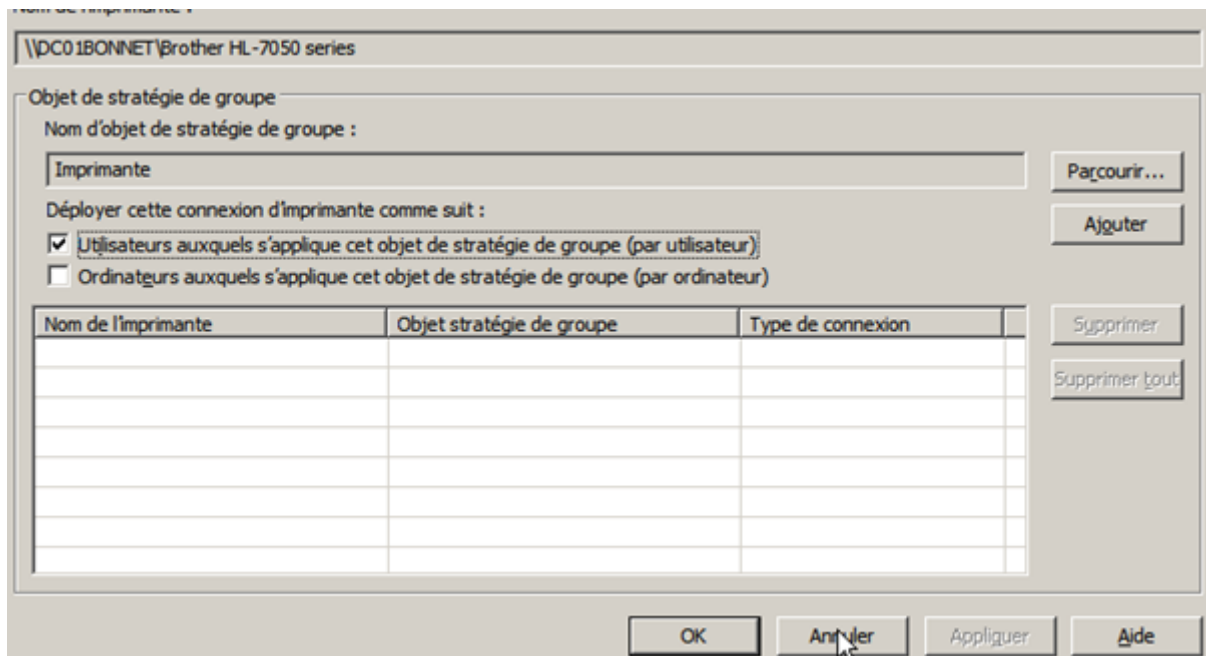 Nom de l'imprimante :
\\DC01BONNET\Brother HL-7050 series
Objet de stratégie de groupe
Nom d'objet de stratégie de groupe :
Imprimante
Parcourir...
Déployer cette connexion d'imprimante comme suit :
Ajouter
Utilisateurs auxquels s'applique cet objet de stratégie de groupe (par utilisateur)
Ordinateurs auxquels s'applique cet objet de stratégie de groupe (par ordinateur)
Nom de l'imprimante Objet stratégie de groupe Type de connexion
Supprimer
Supprimer tout
OK Annuler Appliquer Aide